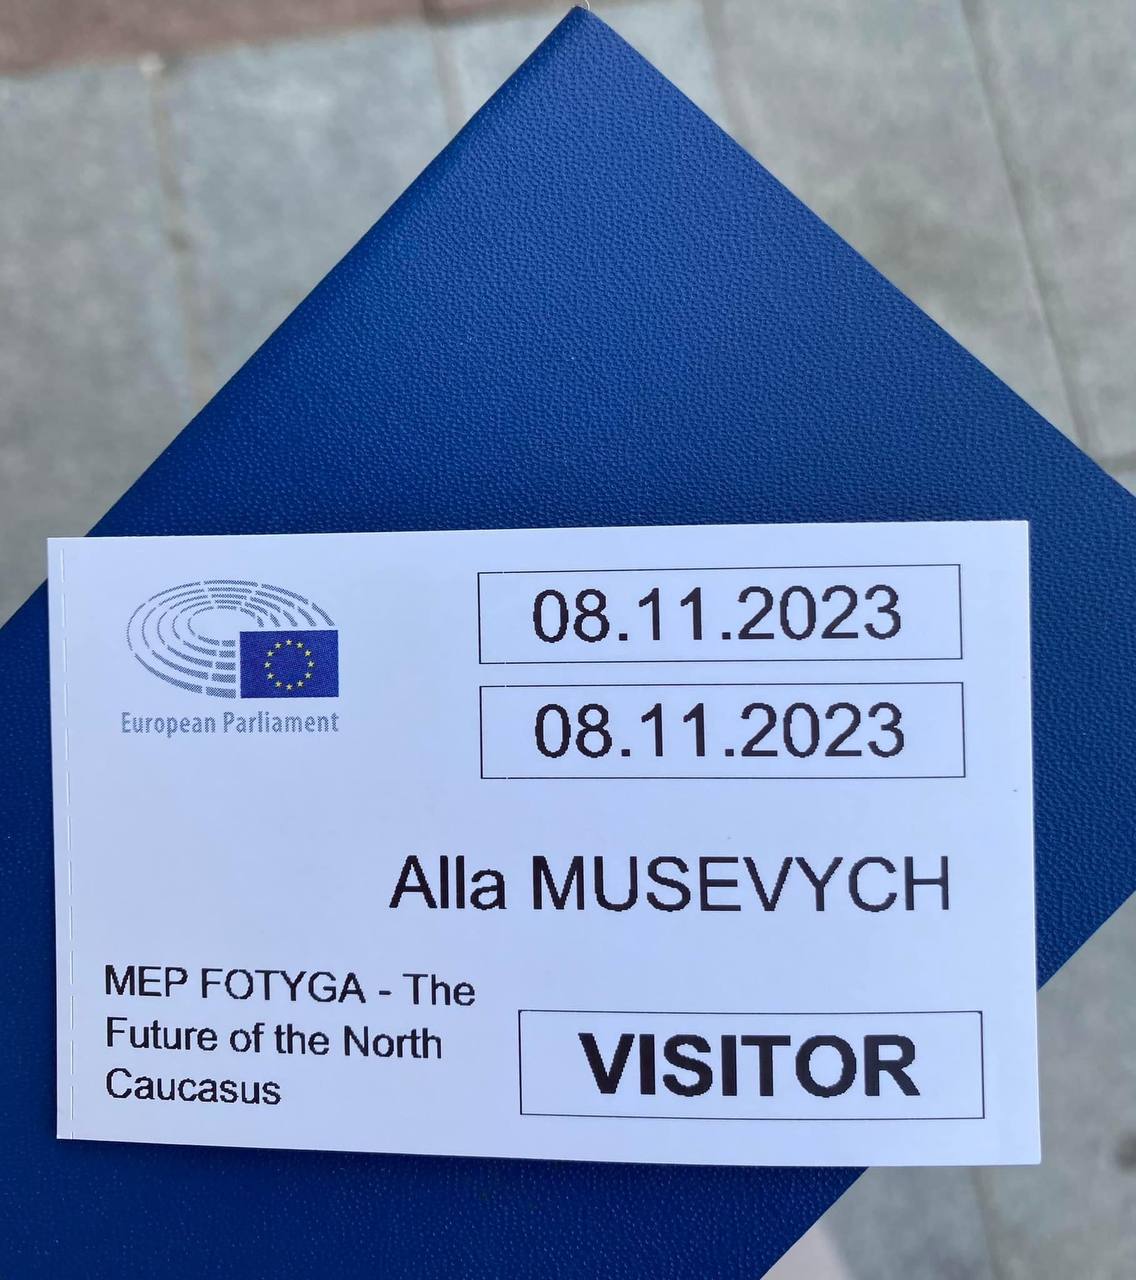 08.11.2023
08.11.2023
European Parliament
Alla MUSEVYCH
MEP FOTYGA - The
Future of the North
Caucasus
VISITOR